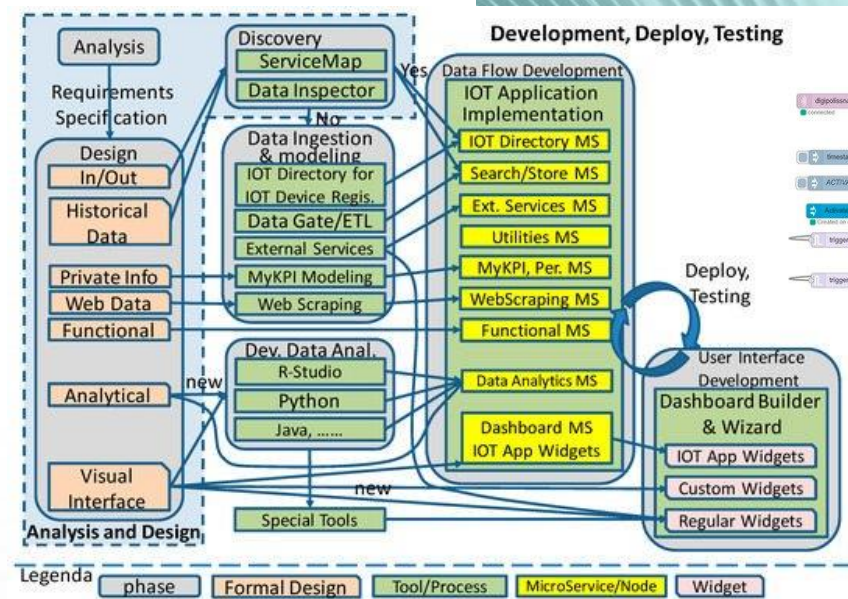 Development, Deploy, Testing
Analysis
Requirements
Specification
Discovery
ServiceMap
Data Inspector
Yes
No
Design
In/Out
Historical
Data
Private Info
Web Data
Functional
Analytical
Visual
Interface
Analysis and Design
Data Ingestion
& modeling
IOT Directory for
IOT Device Regis.
Data Gate/ETL
External Services
MyKPI Modeling
Web Scraping
new
Dev. Data Anal.
R-Studio
Python
Java, ......
new
Special Tools
Data Flow Development
IOT Application
Implementation
IOT Directory MS
Search/Store MS
Ext. Services MS
Utilities MS
MyKPI, Per. MS
WebScraping MS
Functional MS
Data Analytics MS
Dashboard MS
IOT App Widgets
Deploy,
Testing
User Interface
Development
Dashboard Builder
& Wizard
IOT App Widgets
Custom Widgets
Regular Widgets
connected
trigger
trigger
Legenda
phase
Formal Design
Tool/Process
MicroService/Node
Widget